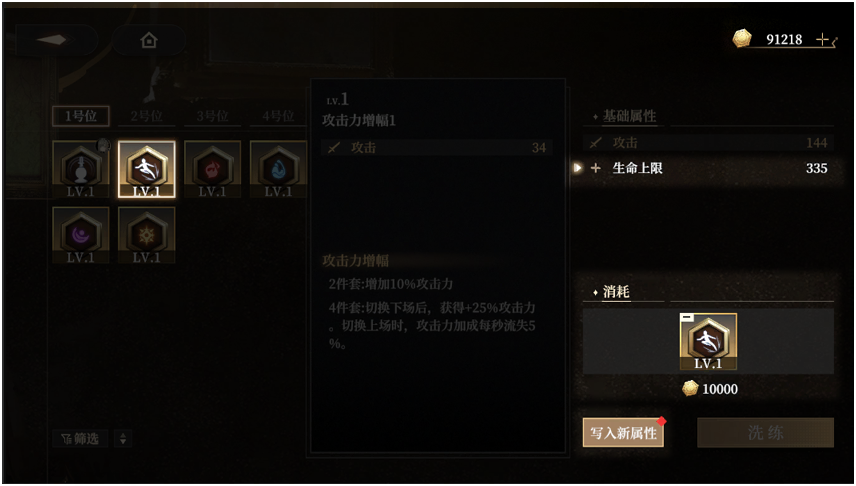 91218
1号位
2号位
3号位
4号位
LV.1
LV.1
LV.1
LV.1
LV.1
LV.1
筛选
LV.1
攻击力增幅1
攻击 34
攻击力增幅
2件套:增加10%攻击力
4件套:切换下场后，获得+25%攻击力
。切换上场时，攻击力加成每秒流失5
%。
基础属性
攻击 144
生命上限 335
消耗
LV.1
10000
写入新属性
洗练